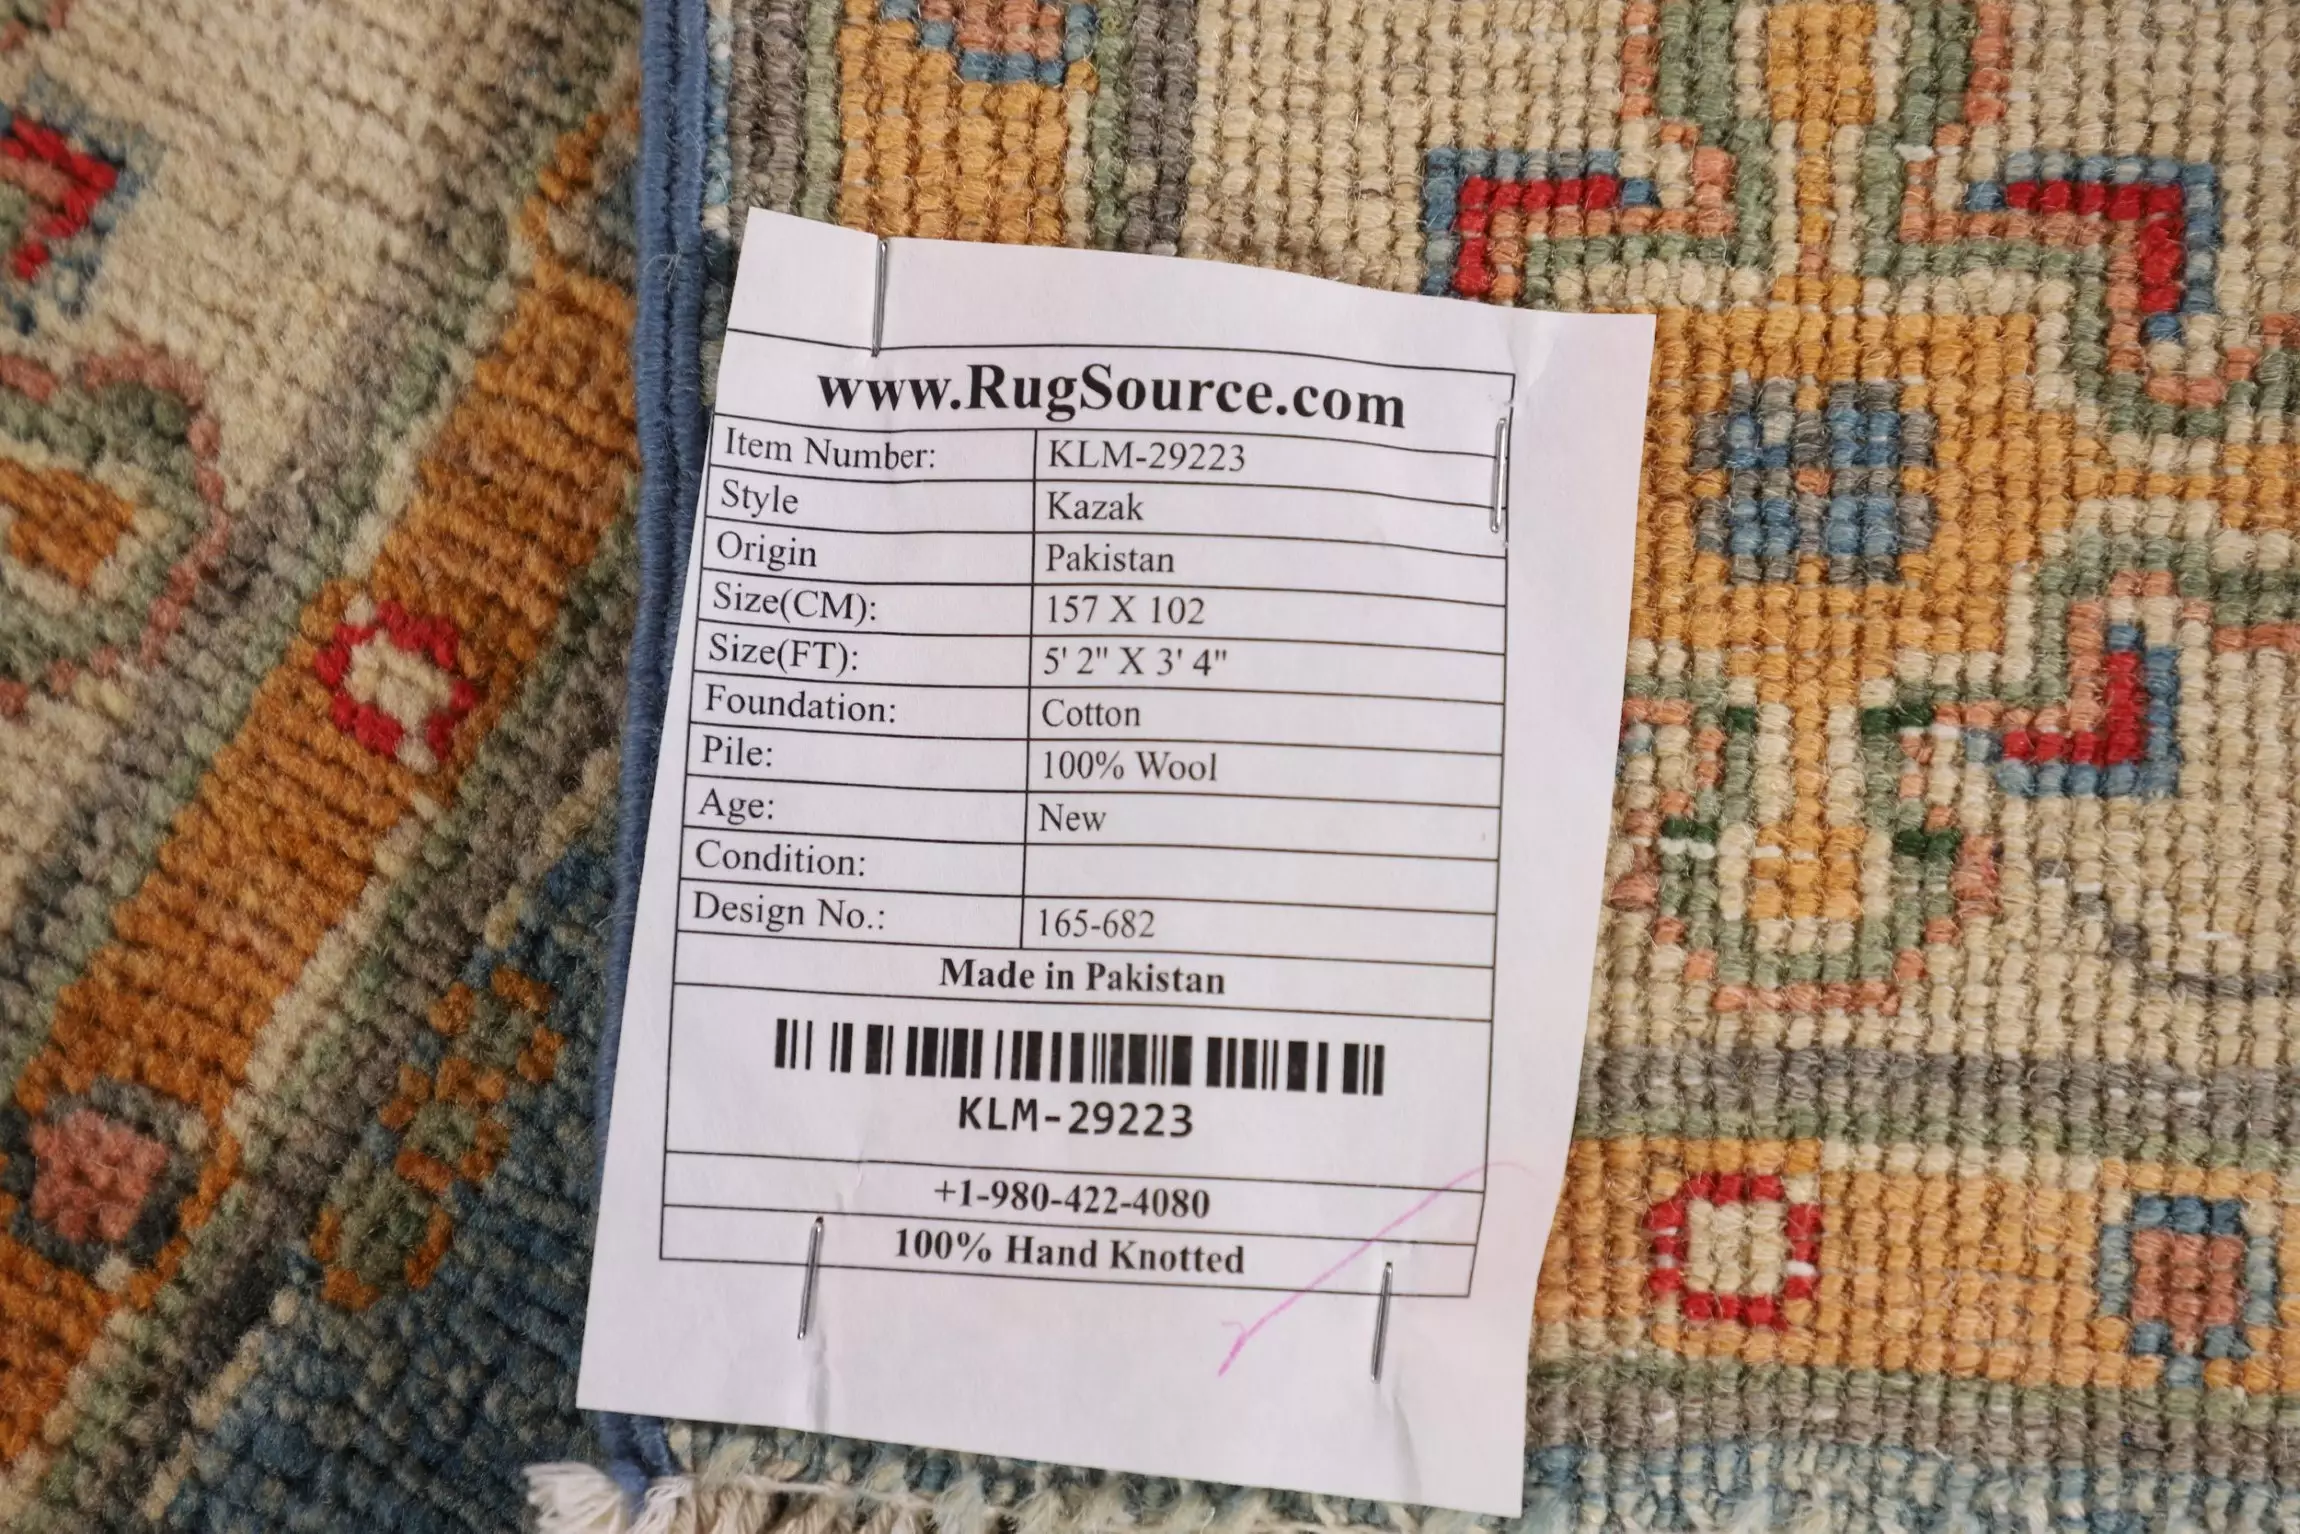 www.RugSource.com
Item Number: KLM-29223
Style Kazak
Origin Pakistan
Size(CM): 157 X 102
Size(FT): 5' 2" X 3' 4"
Foundation: Cotton
Pile: 100% Wool
Age: New
Condition:
Design No.: 165-682
Made in Pakistan
KLM-29223
+1-980-422-4080
100% Hand Knotted